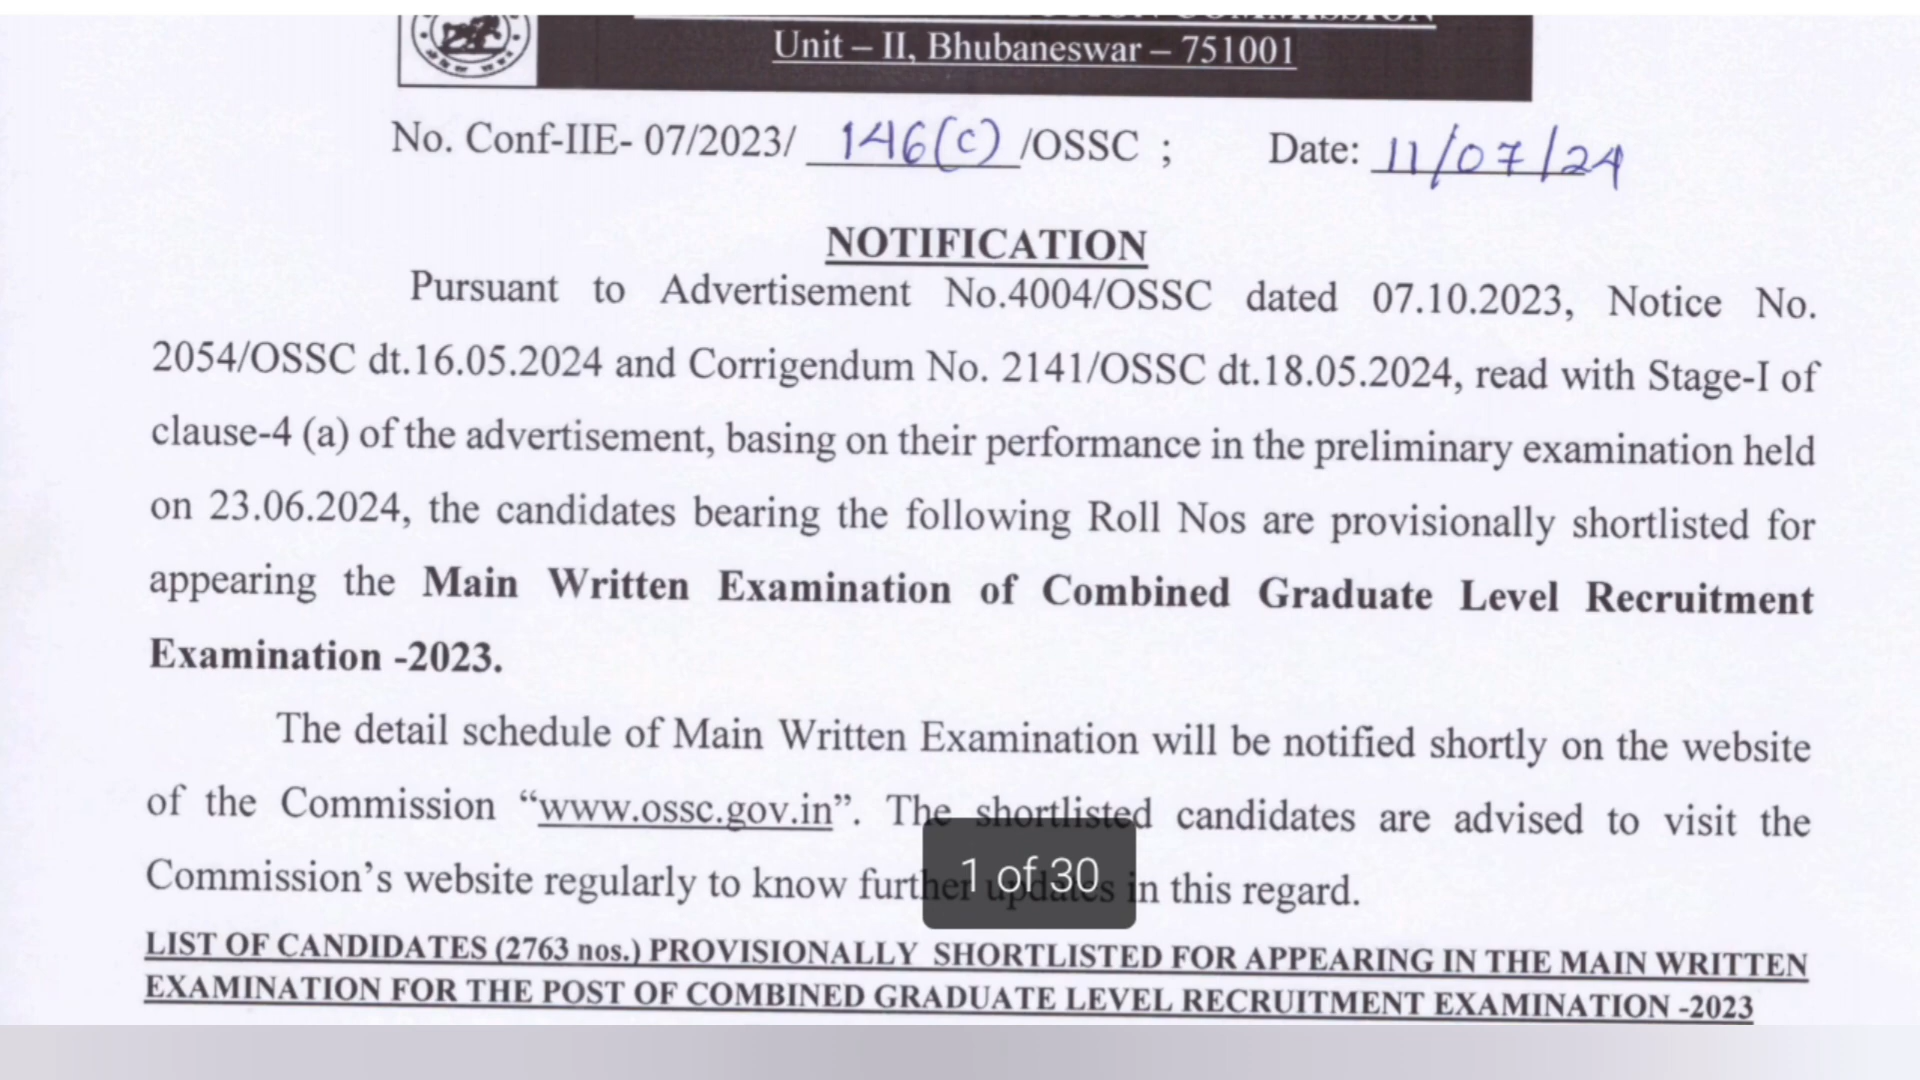 COMMISSION
Unit – II, Bhubaneswar – 751001
No. Conf-IIE- 07/2023/ 146(C) /OSSC ; Date: 11/07/24
NOTIFICATION
Pursuant to Advertisement No.4004/OSSC dated 07.10.2023, Notice No.
2054/OSSC dt.16.05.2024 and Corrigendum No. 2141/OSSC dt.18.05.2024, read with Stage-I of
clause-4 (a) of the advertisement, basing on their performance in the preliminary examination held
on 23.06.2024, the candidates bearing the following Roll Nos are provisionally shortlisted for
appearing the Main Written Examination of Combined Graduate Level Recruitment
Examination -2023.
The detail schedule of Main Written Examination will be notified shortly on the website
of the Commission “www.ossc.gov.in”. The shortlisted candidates are advised to visit the
Commission’s website regularly to know further updates in this regard.
1 of 30
LIST OF CANDIDATES (2763 nos.) PROVISIONALLY SHORTLISTED FOR APPEARING IN THE MAIN WRITTEN
EXAMINATION FOR THE POST OF COMBINED GRADUATE LEVEL RECRUITMENT EXAMINATION -2023